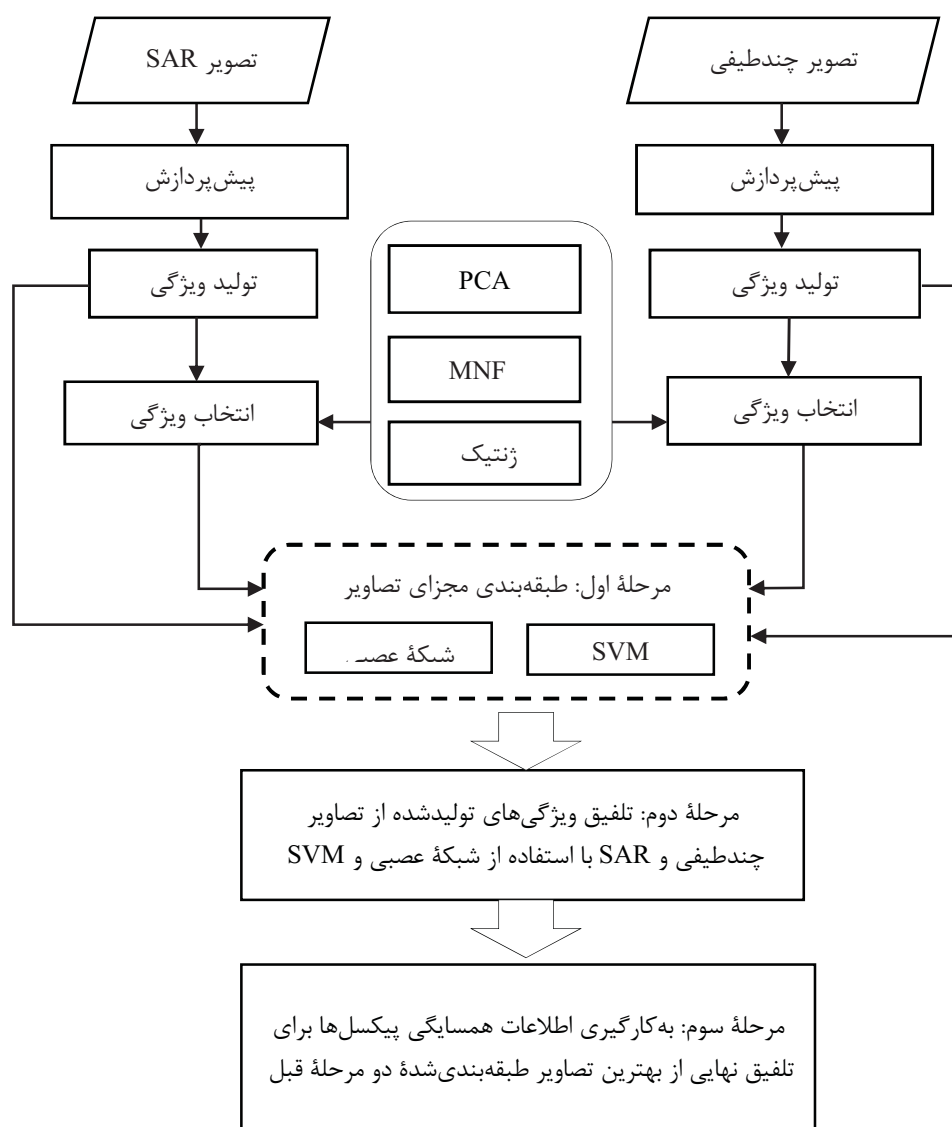 تصویر SAR
تصویر چندطیفی
پیش‌پردازش
پیش‌پردازش
تولید ویژگی
تولید ویژگی
PCA
MNF
ژنتیک
انتخاب ویژگی
انتخاب ویژگی
مرحلهٔ اول: طبقه‌بندی مجزای تصاویر
شبکهٔ عصبی
SVM
مرحلهٔ دوم: تلفیق ویژگی‌های تولیدشده از تصاویر
چندطیفی و SAR با استفاده از شبکهٔ عصبی و SVM
مرحلهٔ سوم: به‌کارگیری اطلاعات همسایگی پیکسل‌ها برای
تلفیق نهایی از بهترین تصاویر طبقه‌بندی‌شدهٔ دو مرحلهٔ قبل